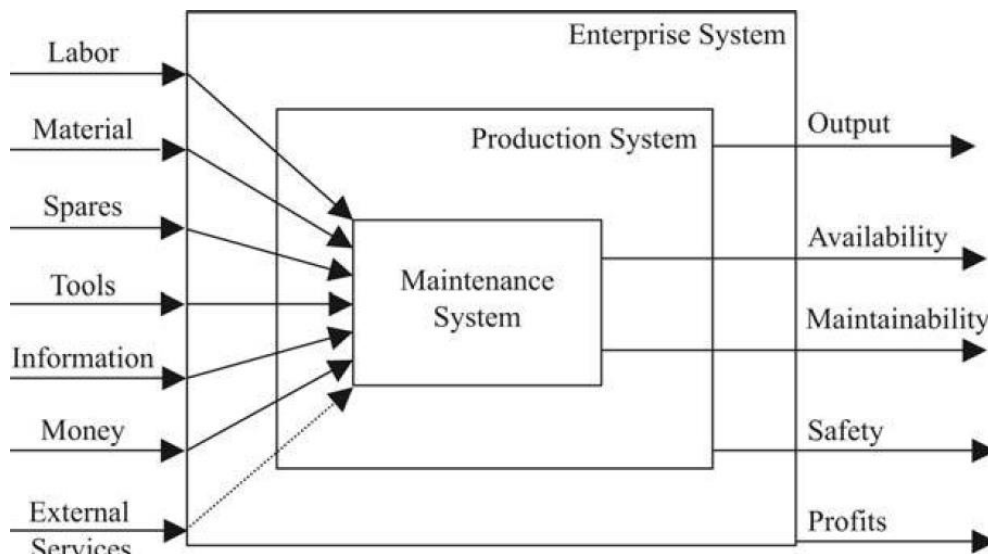 Enterprise System
Production System
Maintenance
System
Labor
Material
Spares
Tools
Information
Money
External
Services
Output
Availability
Maintainability
Safety
Profits